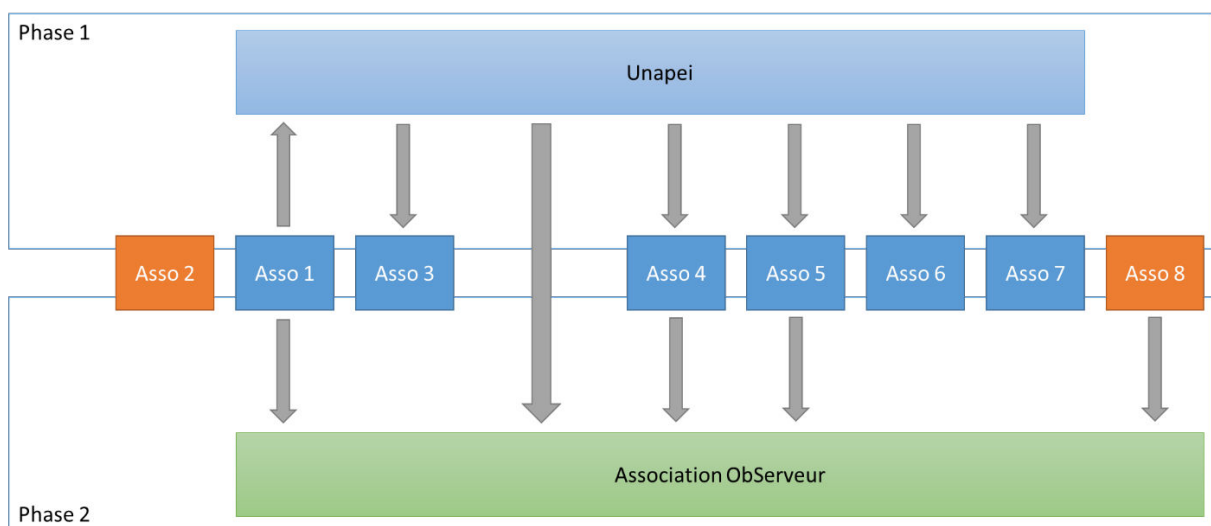 Phase 1
Unapei
Asso 2
Asso 1
Asso 3
Asso 4
Asso 5
Asso 6
Asso 7
Asso 8
Association ObServeur
Phase 2